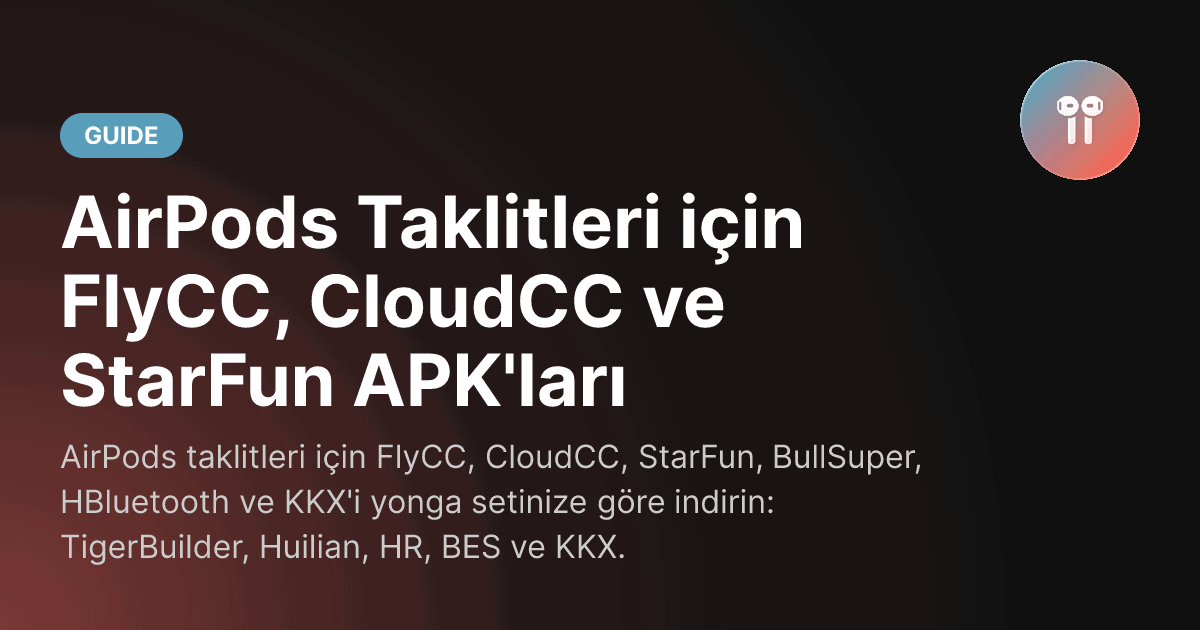 GUIDE
AirPods Taklitleri için
FlyCC, CloudCC ve
StarFun APK'ları
AirPods taklitleri için FlyCC, CloudCC, StarFun, BullSuper,
HBluetooth ve KKX'i yonga setinize göre indirin:
TigerBuilder, Huilian, HR, BES ve KKX.